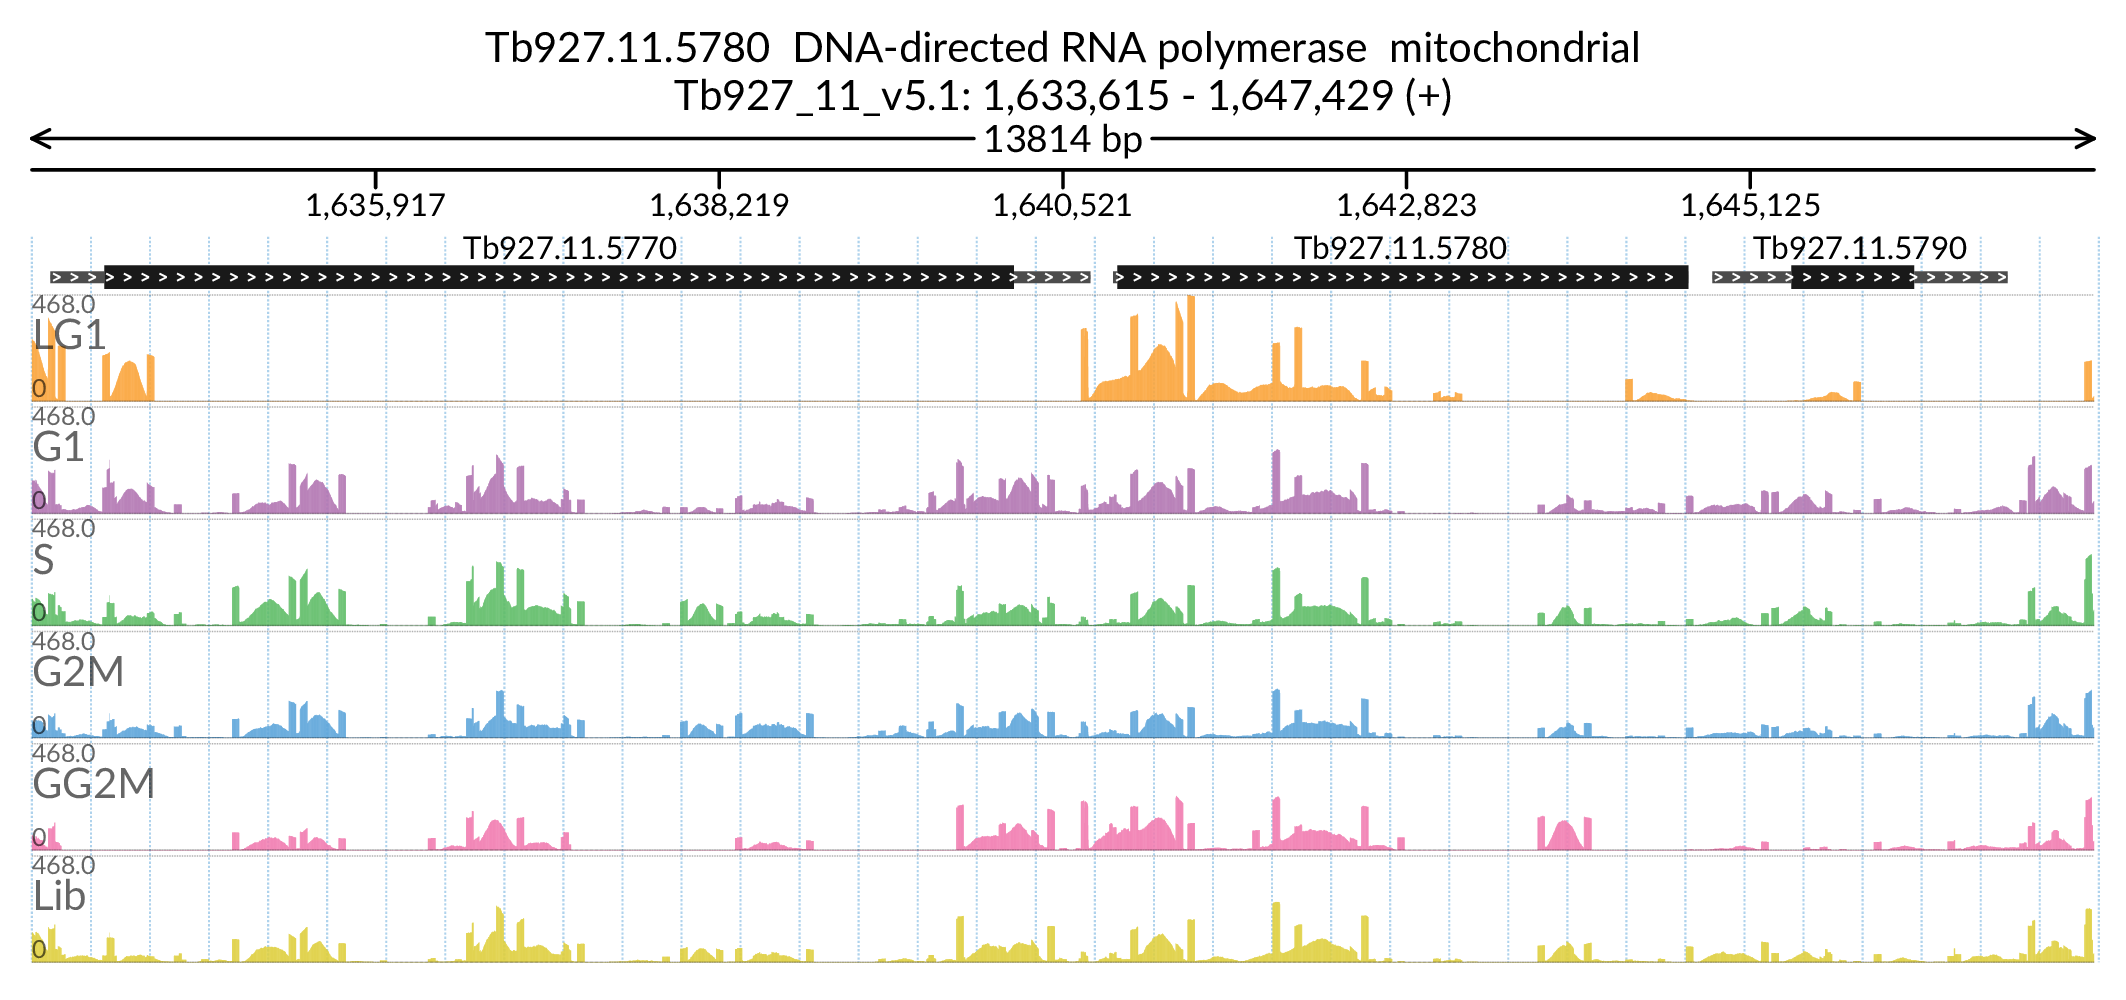 Tb927.11.5780 DNA-directed RNA polymerase mitochondrial
Tb927_11_v5.1: 1,633,615 - 1,647,429 (+)
13814 bp
1,635,917 1,638,219 1,640,521 1,642,823 1,645,125
Tb927.11.5770 Tb927.11.5780 Tb927.11.5790
468.0
LG1
0
468.0
G1
0
468.0
S
0
468.0
G2M
0
468.0
GG2M
0
468.0
Lib
0